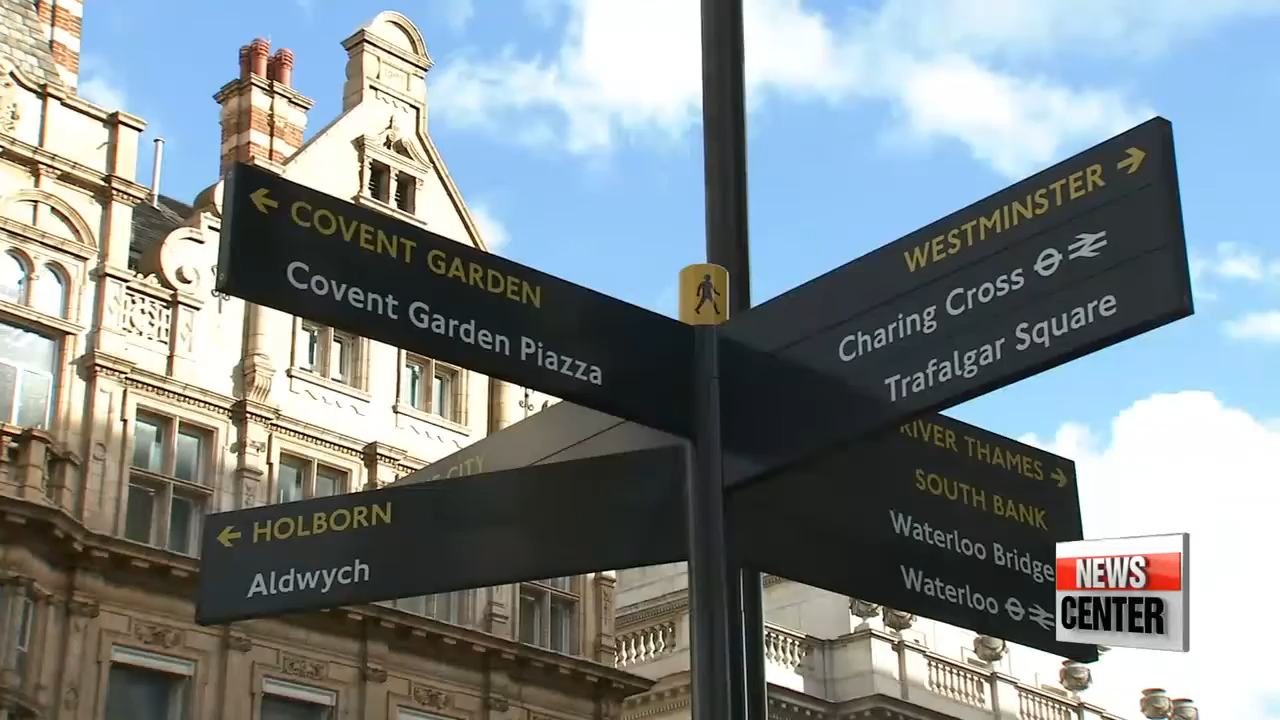 ← COVENT GARDEN
Covent Garden Piazza
WESTMINSTER →
Charing Cross
Trafalgar Square
CITY
← HOLBORN
Aldwych
RIVER THAMES →
SOUTH BANK
Waterloo Bridge
Waterloo
NEWS
CENTER